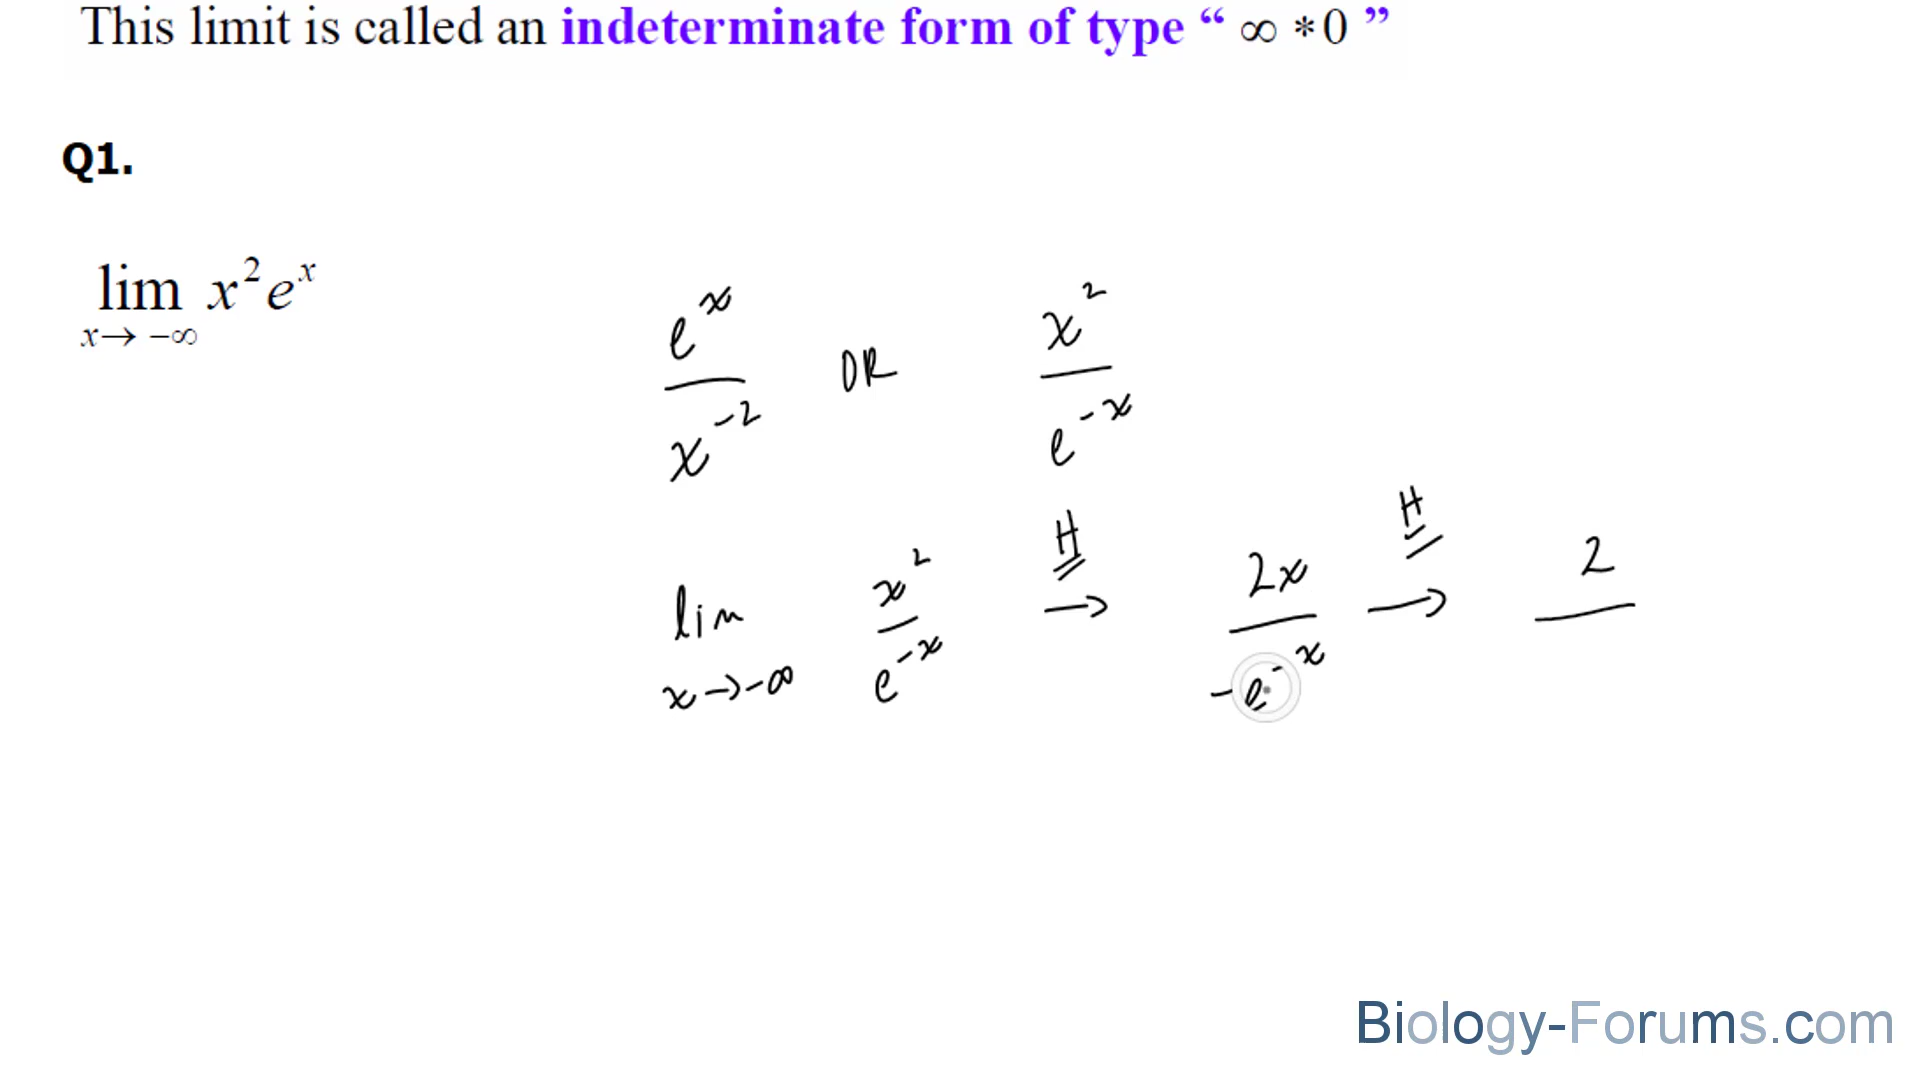 This limit is called an indeterminate form of type “ ∞ *0 ”
Q1.
lim x²eˣ
x→ −∞
eˣ OR x²
x⁻² e⁻ˣ
lim x² H 2x H 2
x→-∞ e⁻ˣ → -e⁻ˣ →
Biology-Forums.com